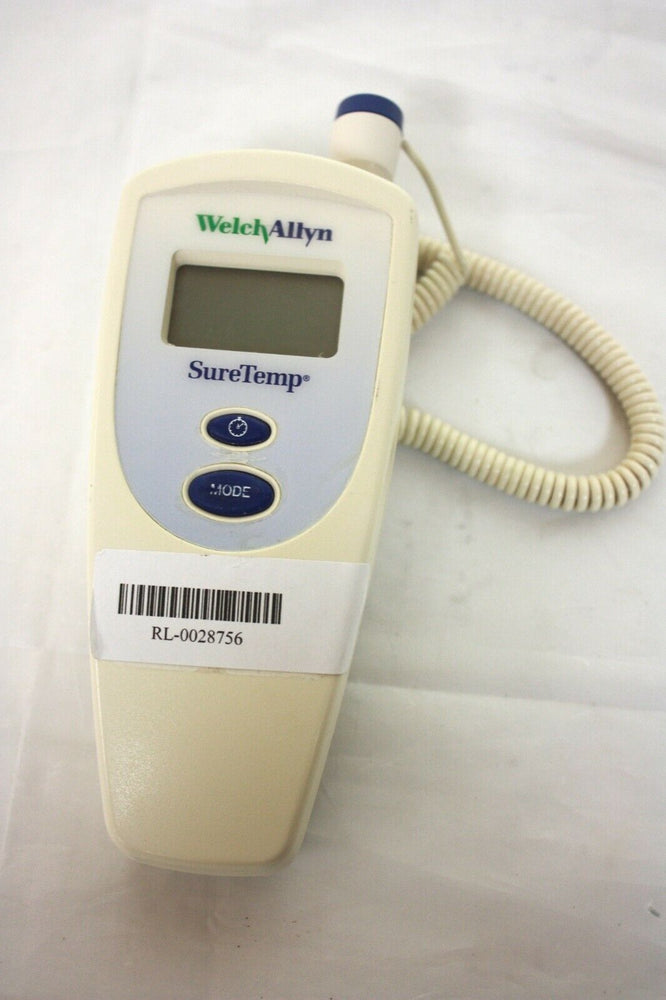 WelchAllyn
SureTemp®
MODE
RL-0028756